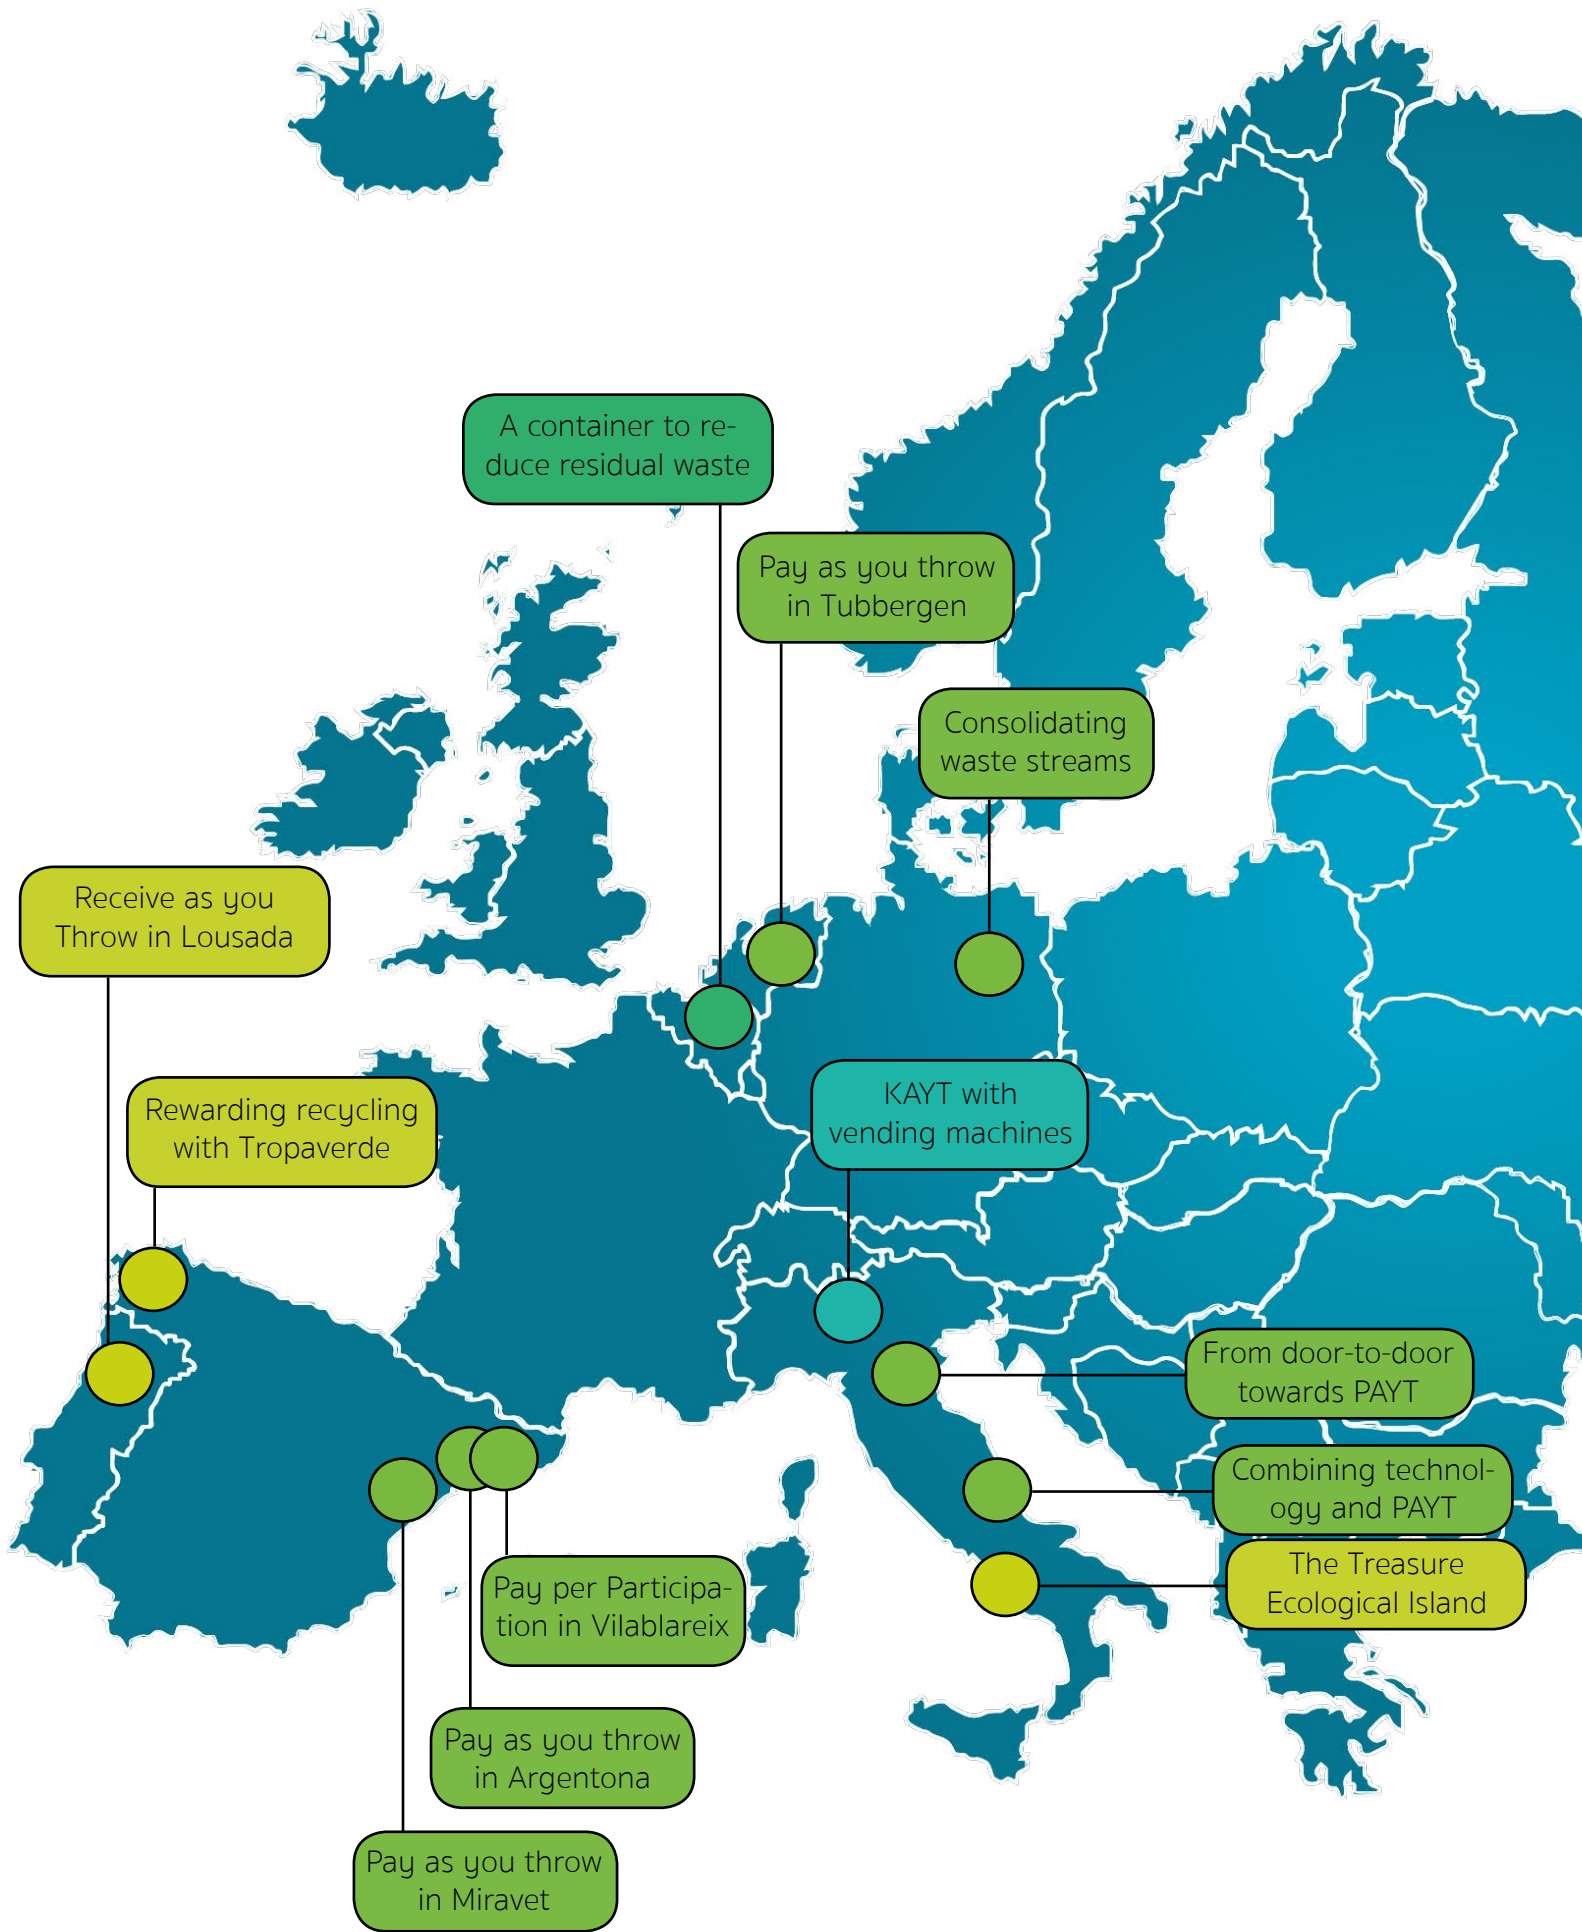 A container to re-
duce residual waste
Pay as you throw
in Tubbergen
Consolidating
waste streams
Receive as you
Throw in Lousada
Rewarding recycling
with Tropaverde
KAYT with
vending machines
From door-to-door
towards PAYT
Combining technol-
ogy and PAYT
The Treasure
Ecological Island
Pay per Participa-
tion in Vilablareix
Pay as you throw
in Argentona
Pay as you throw
in Miravet